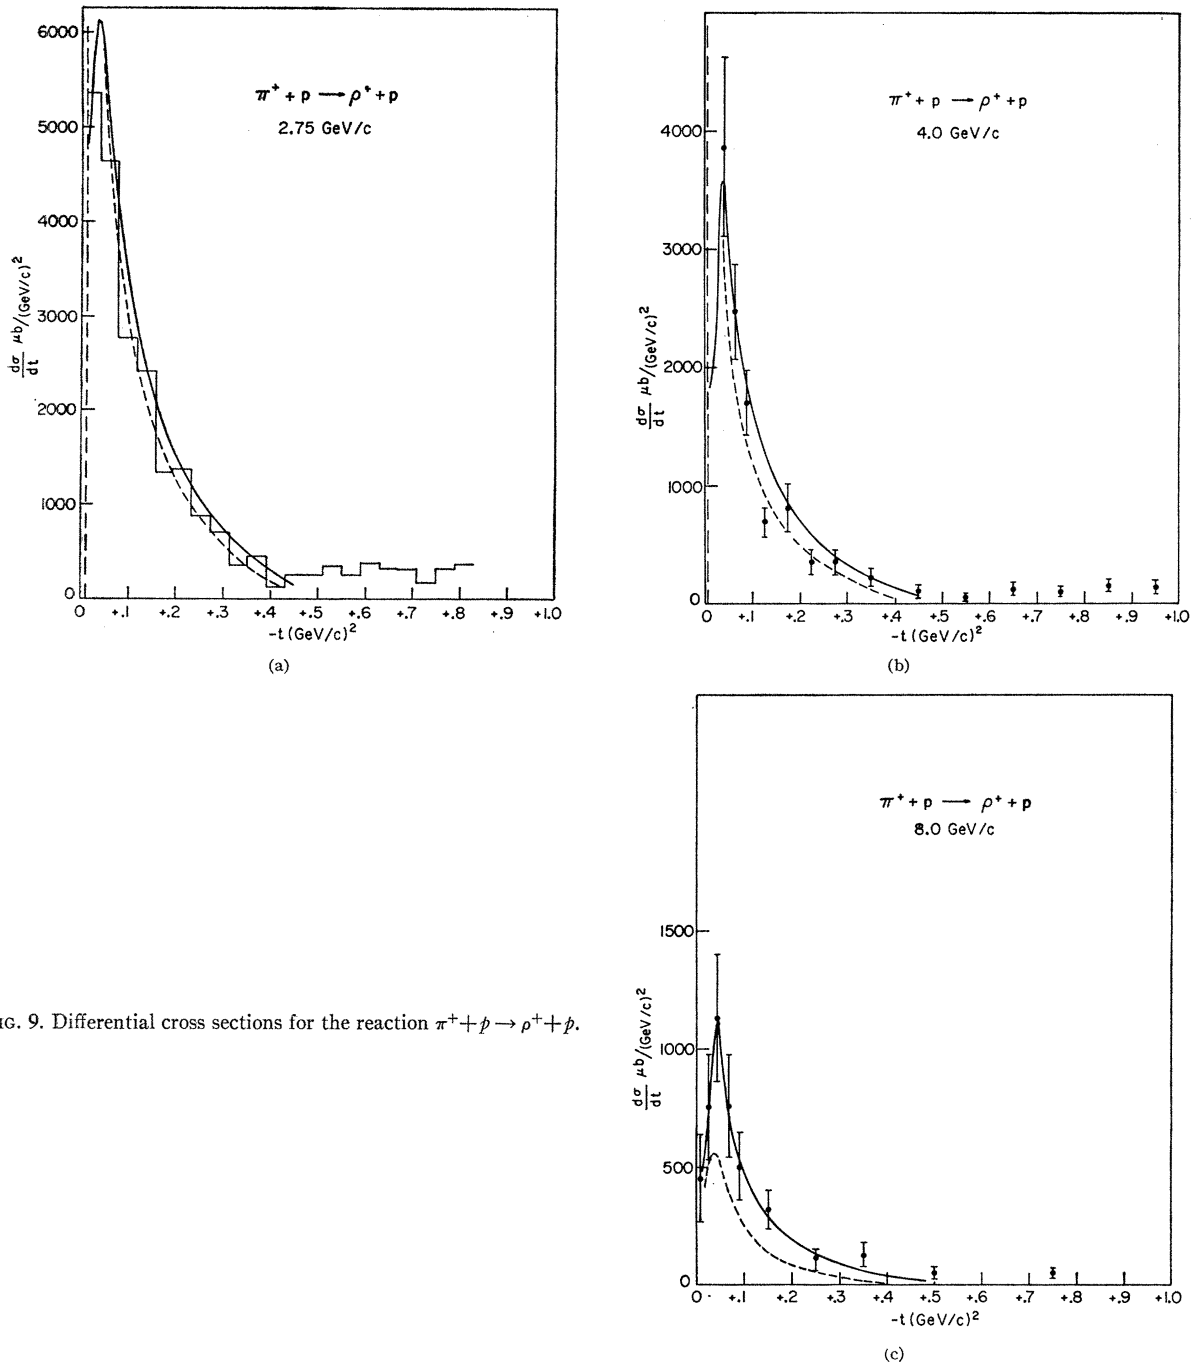 6000
5000
4000
3000
2000
1000
0
dσ/dt μb/(GeV/c)²
π⁺ + p → ρ⁺ + p
2.75 GeV/c
0 +.1 +.2 +.3 +.4 +.5 +.6 +.7 +.8 +.9 +1.0
-t (GeV/c)²
(a)
4000
3000
2000
1000
0
dσ/dt μb/(GeV/c)²
π⁺ + p → ρ⁺ + p
4.0 GeV/c
0 +.1 +.2 +.3 +.4 +.5 +.6 +.7 +.8 +.9 +1.0
-t (GeV/c)²
(b)
π⁺ + p → ρ⁺ + p
8.0 GeV/c
1500
1000
500
0
dσ/dt μb/(GeV/c)²
0 +.1 +.2 +.3 +.4 +.5 +.6 +.7 +.8 +.9 +1.0
-t (GeV/c)²
(c)
IG. 9. Differential cross sections for the reaction π⁺+p→ρ⁺+p.